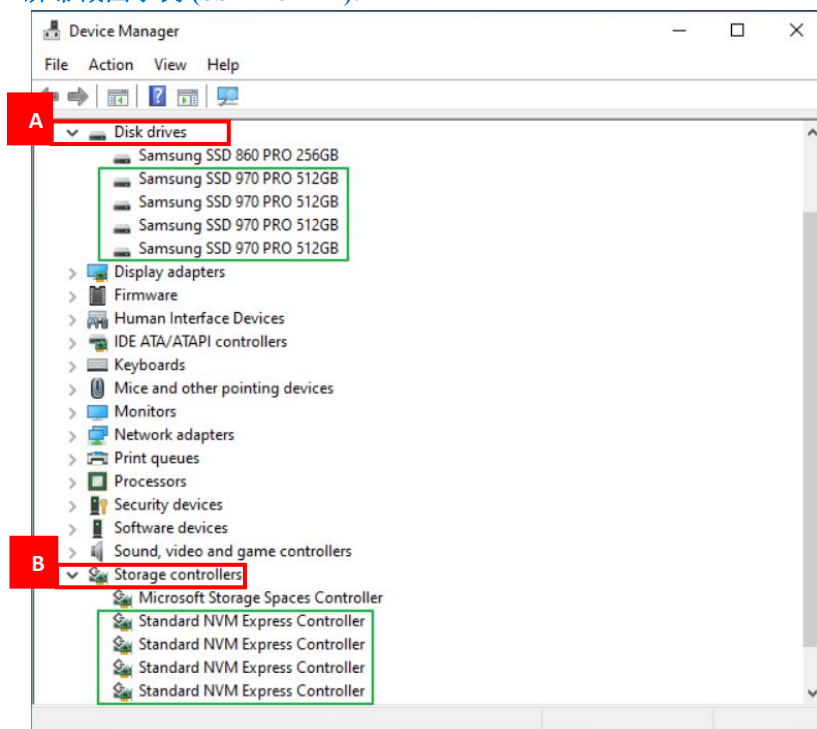 Device Manager
File Action View Help
A
Disk drives
Samsung SSD 860 PRO 256GB
Samsung SSD 970 PRO 512GB
Samsung SSD 970 PRO 512GB
Samsung SSD 970 PRO 512GB
Samsung SSD 970 PRO 512GB
Display adapters
Firmware
Human Interface Devices
IDE ATA/ATAPI controllers
Keyboards
Mice and other pointing devices
Monitors
Network adapters
Print queues
Processors
Security devices
Software devices
Sound, video and game controllers
B
Storage controllers
Microsoft Storage Spaces Controller
Standard NVM Express Controller
Standard NVM Express Controller
Standard NVM Express Controller
Standard NVM Express Controller